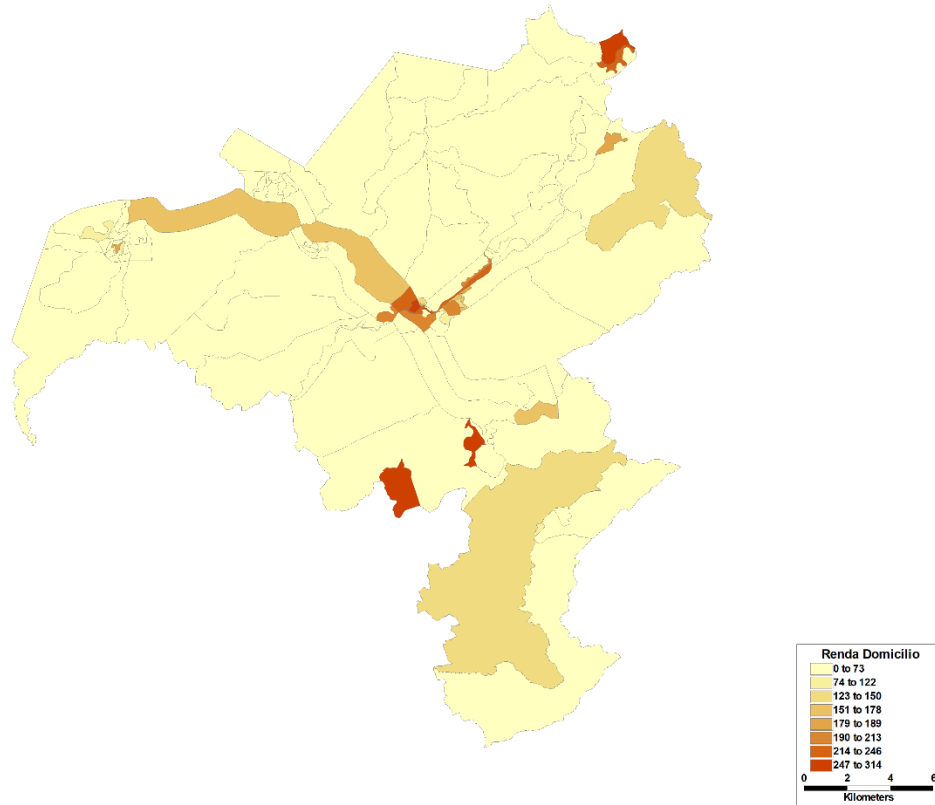 Renda Domicilio
0 to 73
74 to 122
123 to 150
151 to 178
179 to 189
190 to 213
214 to 246
247 to 314
0 2 4 6
Kilometers